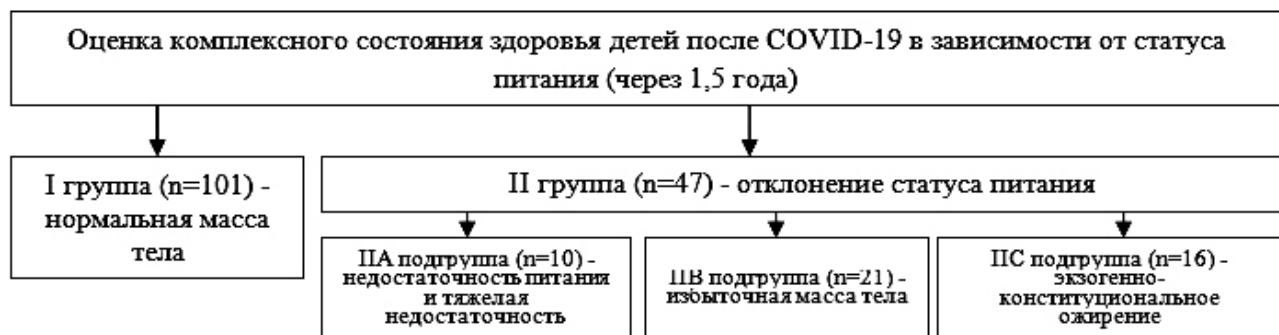 Оценка комплексного состояния здоровья детей после COVID-19 в зависимости от статуса
питания (через 1,5 года)
I группа (n=101) -
нормальная масса
тела
II группа (n=47) - отклонение статуса питания
IIA подгруппа (n=10) -
недостаточность питания
и тяжелая
недостаточность
IIB подгруппа (n=21) -
избыточная масса тела
IIC подгруппа (n=16) -
экзогенно-
конституциональное
ожирение